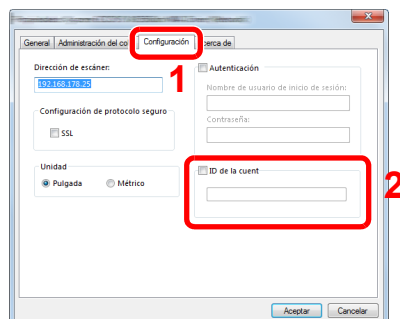 General
Administración del co
Configuración
cerca de
1
Dirección de escáner:
192.168.178.25
Autenticación
Nombre de usuario de inicio de sesión:
Contraseña:
Configuración de protocolo seguro
SSL
Unidad
Pulgada
Métrico
ID de la cuent
2
Aceptar
Cancelar